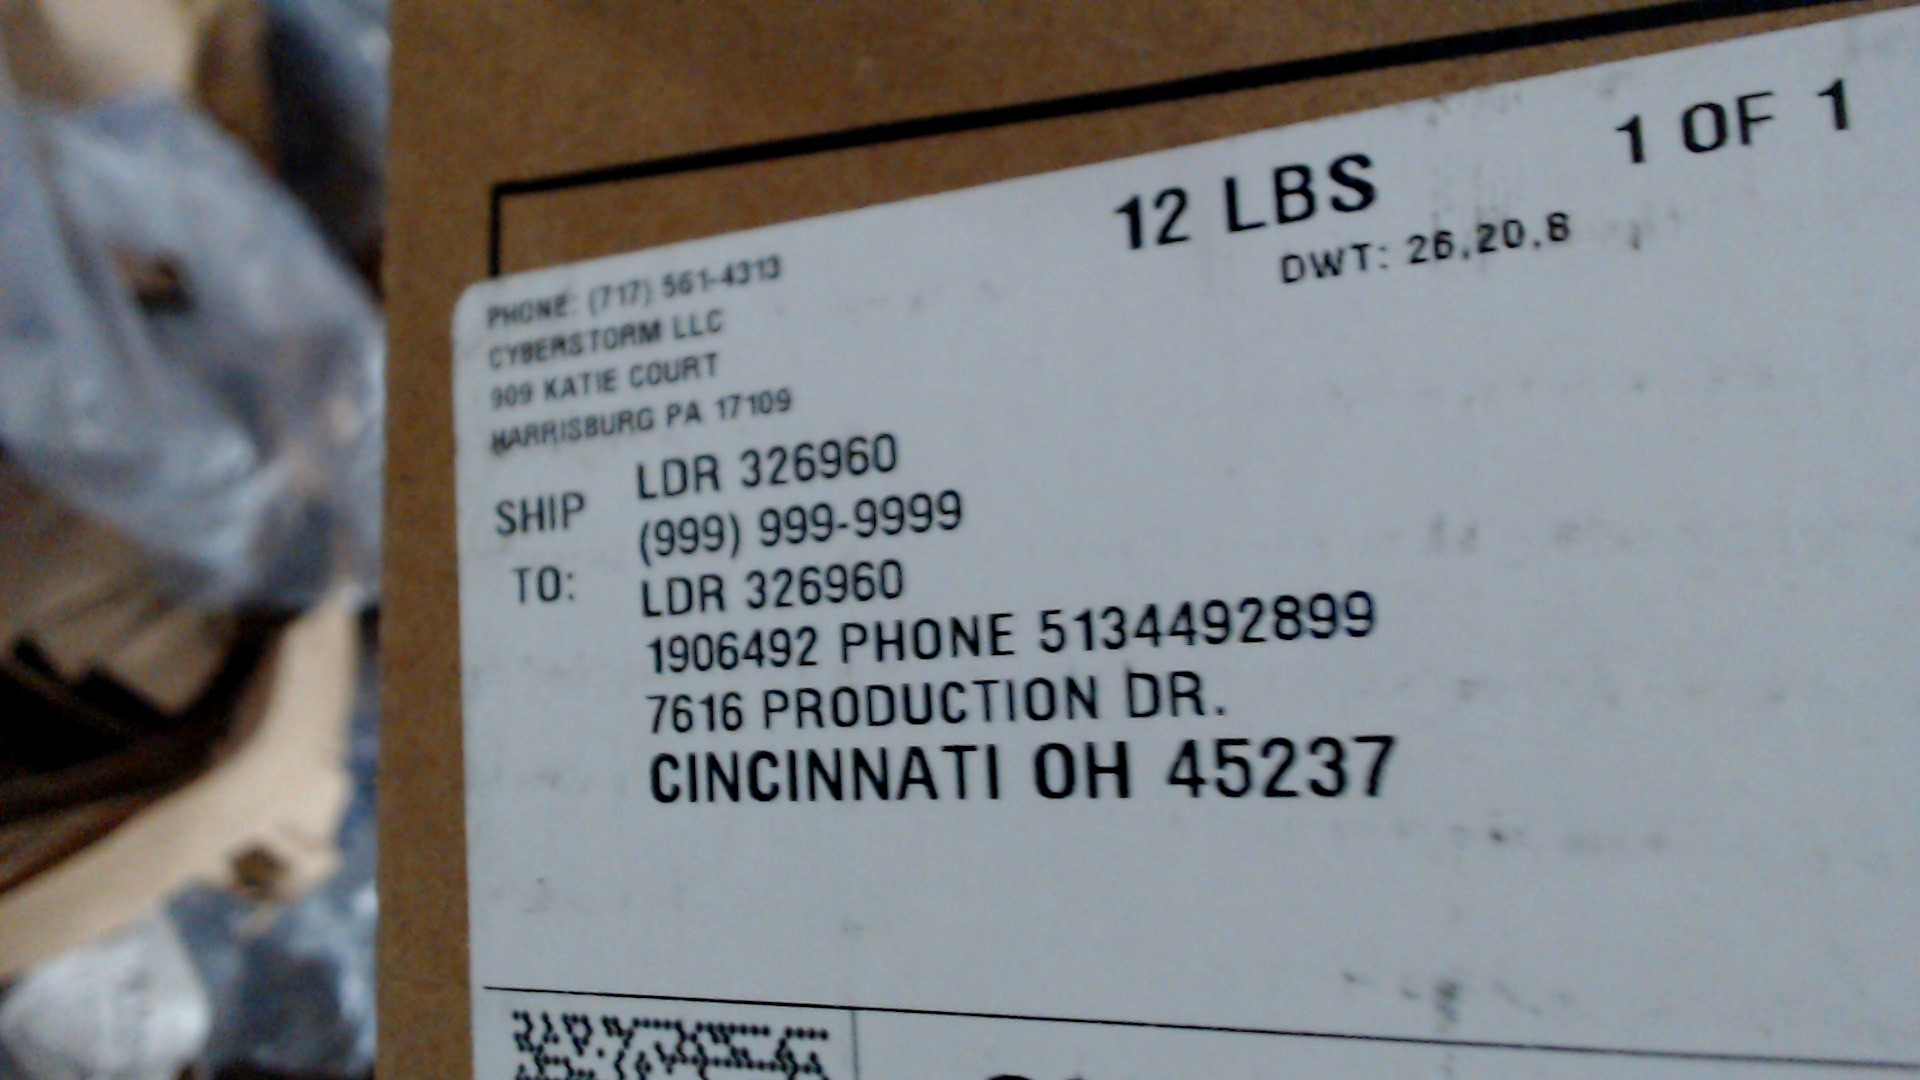 12 LBS
1 OF 1
DWT: 26,20,8
PHONE: (717) 561-4313
CYBERSTORM LLC
909 KATIE COURT
HARRISBURG PA 17109
SHIP
TO:
LDR 326960
(999) 999-9999
LDR 326960
1906492 PHONE 5134492899
7616 PRODUCTION DR.
CINCINNATI OH 45237